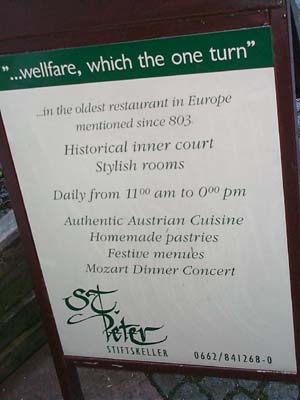 "...wellfare, which the one turn"
...in the oldest restaurant in Europe
mentioned since 803.
Historical inner court
Stylish rooms
Daily from 11⁰⁰ am to 0⁰⁰ pm
Authentic Austrian Cuisine
Homemade pastries
Festive menues
Mozart Dinner Concert
St.
Peter
STIFTSKELLER
0662/841268-0